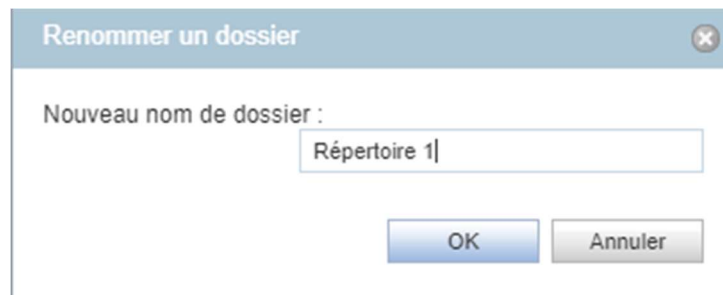 Renommer un dossier
Nouveau nom de dossier :
Répertoire 1
OK Annuler